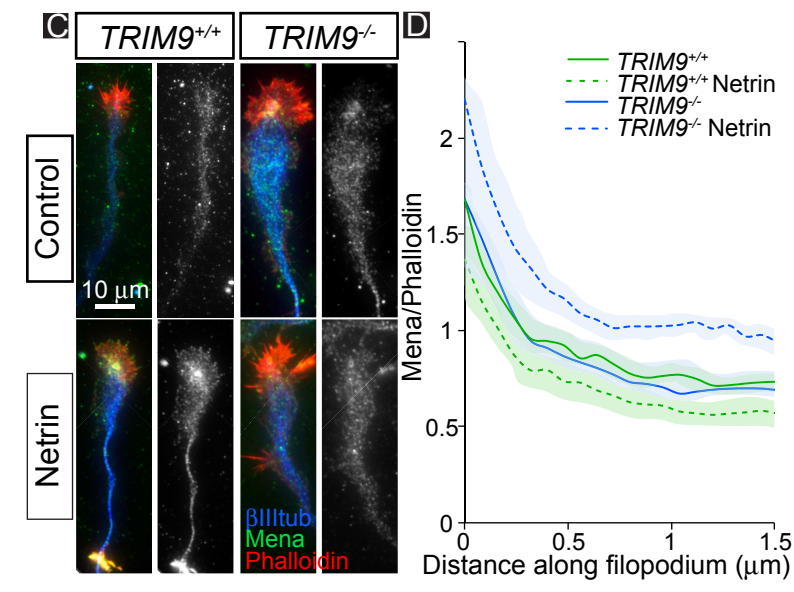 C
TRIM9+/+
TRIM9-/-
Control
10 μm
Netrin
βIIItub
Mena
Phalloidin
D
TRIM9+/+
TRIM9+/+ Netrin
TRIM9-/-
TRIM9-/- Netrin
Mena/Phalloidin
2
1.5
1
0.5
0
0 0.5 1 1.5
Distance along filopodium (μm)